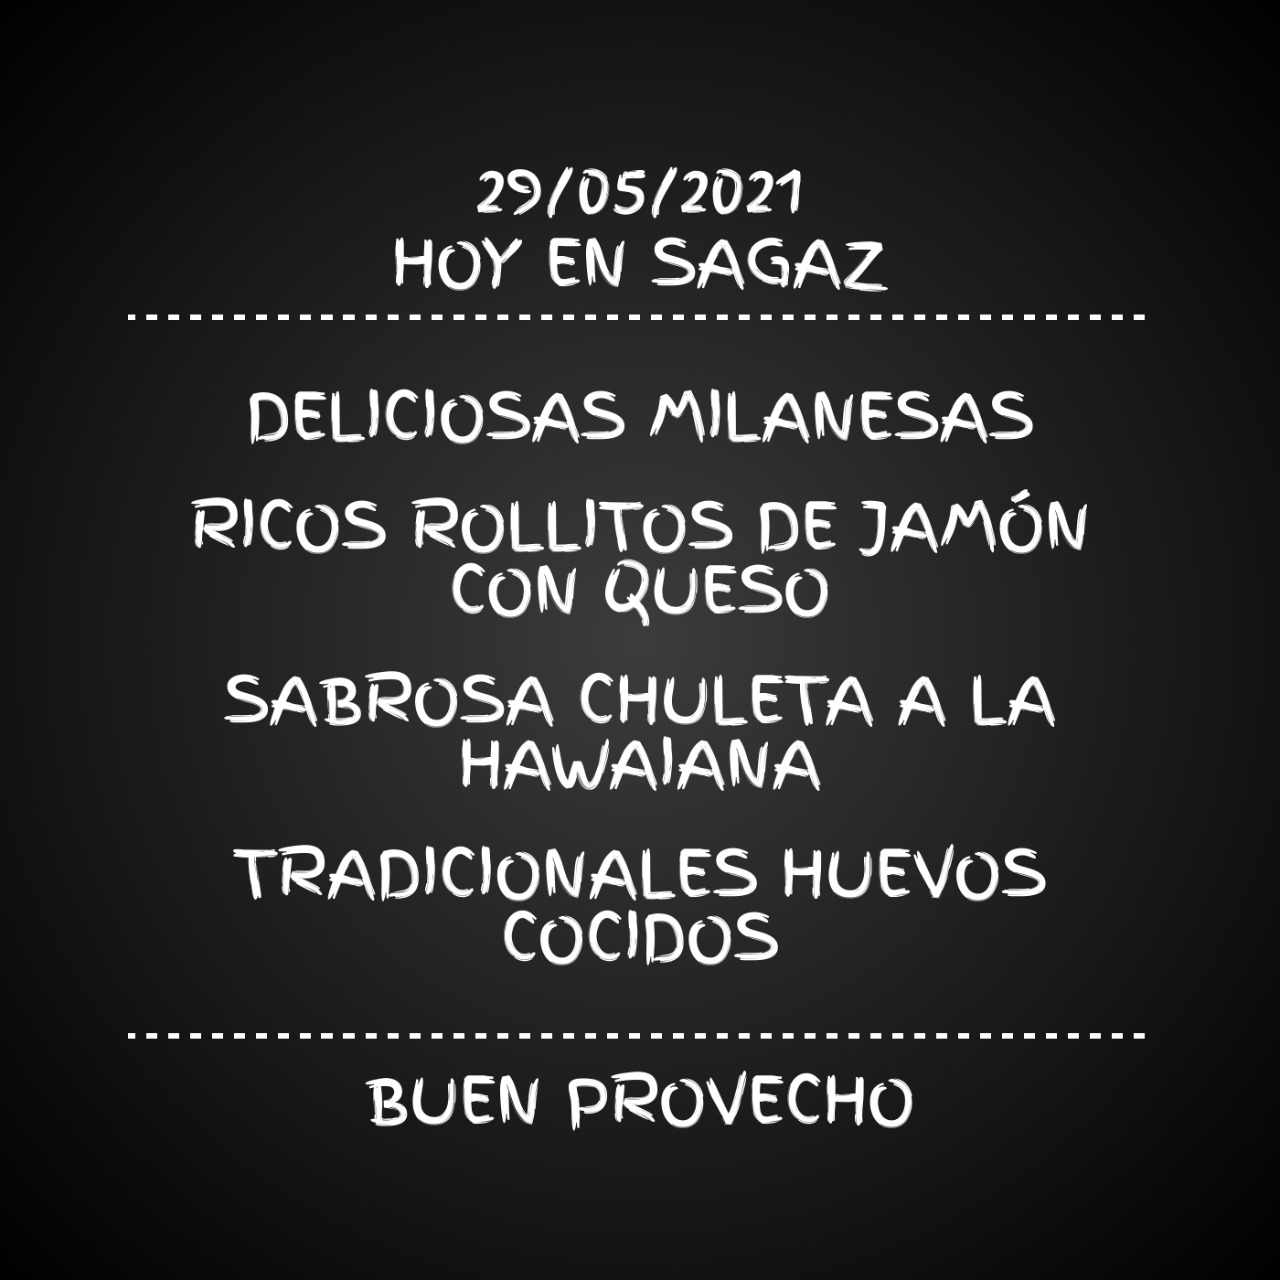 29/05/2021
HOY EN SAGAZ
DELICIOSAS MILANESAS
RICOS ROLLITOS DE JAMÓN
CON QUESO
SABROSA CHULETA A LA
HAWAIANA
TRADICIONALES HUEVOS
COCIDOS
BUEN PROVECHO